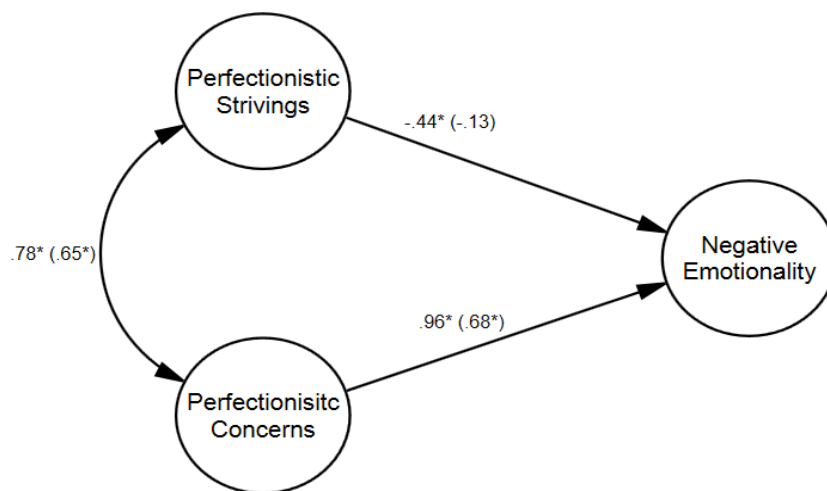 Perfectionistic
Strivings
-.44* (-.13)
.78* (.65*)
Negative
Emotionality
.96* (.68*)
Perfectionisitc
Concerns